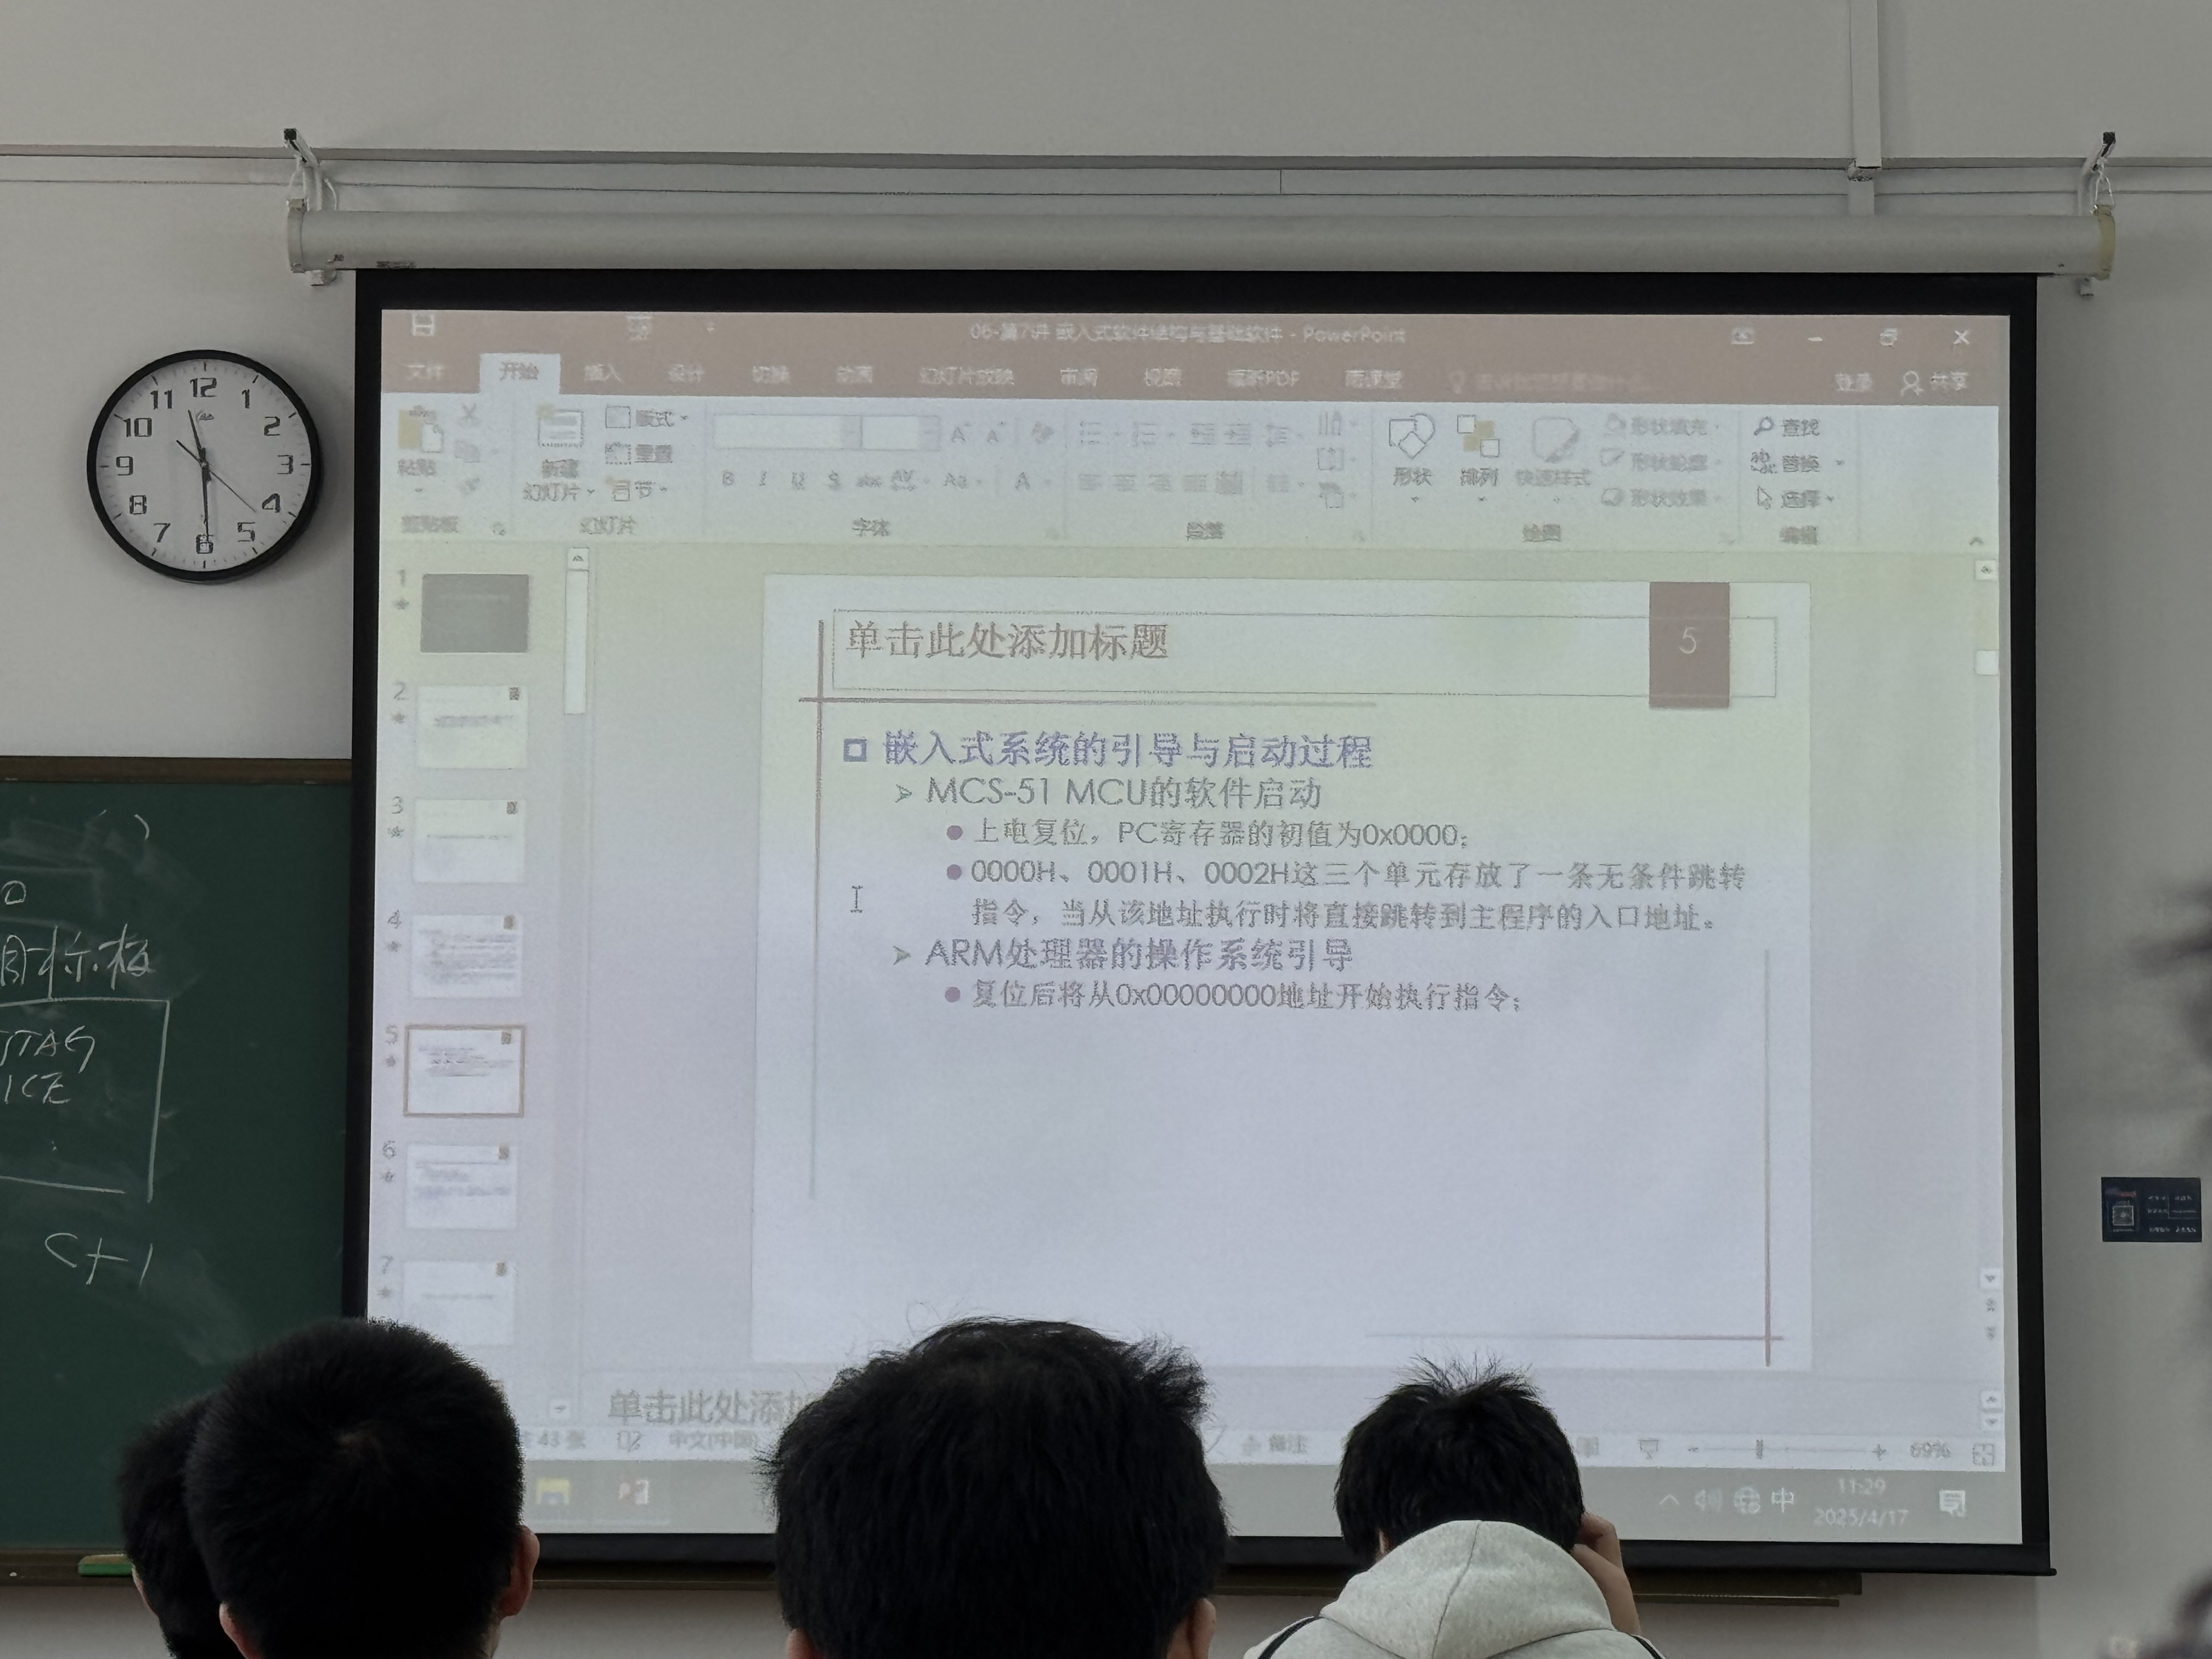 06-第7讲 嵌入式软件结构与基础软件 - PowerPoint
文件 开始 插入 设计 切换 动画 幻灯片放映 审阅 视图 福昕PDF 雨课堂 登录 共享
粘贴 新建 幻灯片 版式 重置 节 形状 排列 快速样式 形状填充 形状轮廓 形状效果 查找 替换 选择
剪贴板 幻灯片 字体 段落 绘图 编辑
12 1 2 3 4 5 6 7 8 9 10 11
1
2
3
4
5
6
7
单击此处添加标题
5
嵌入式系统的引导与启动过程
MCS-51 MCU的软件启动
上电复位，PC寄存器的初值为0x0000；
0000H、0001H、0002H这三个单元存放了一条无条件跳转
指令，当从该地址执行时将直接跳转到主程序的入口地址。
ARM处理器的操作系统引导
复位后将从0x00000000地址开始执行指令；
目标板
JTAG
ICE
单击此处添加
43 张 中文(中国) 备注 69%
中 11:29
2025/4/17